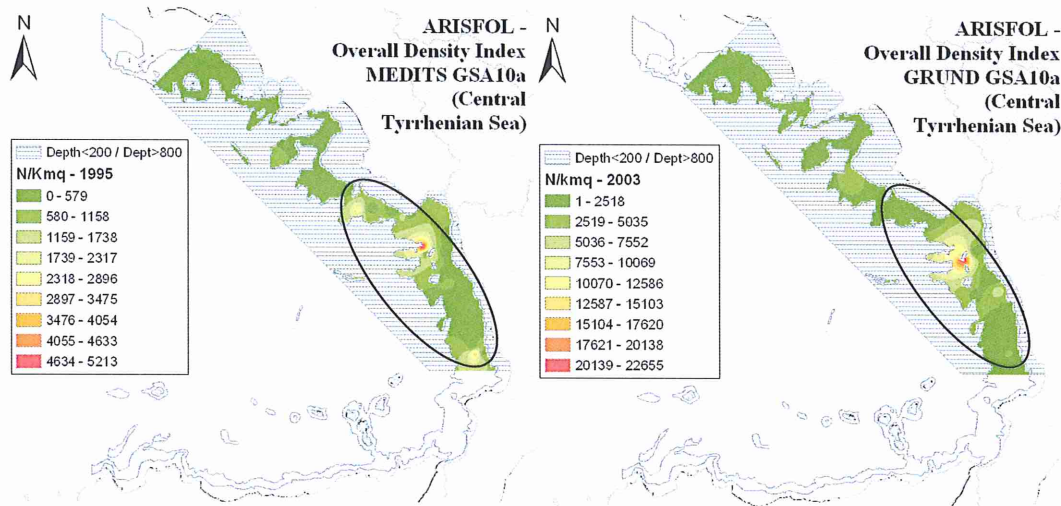 N
ARISFOL -
Overall Density Index
MEDITS GSA10a
(Central
Tyrrhenian Sea)
Depth<200 / Dept>800
N/Kmq - 1995
0 - 579
580 - 1158
1159 - 1738
1739 - 2317
2318 - 2896
2897 - 3475
3476 - 4054
4055 - 4633
4634 - 5213
N
ARISFOL -
Overall Density Index
GRUND GSA10a
(Central
Tyrrhenian Sea)
Depth<200 / Dept>800
N/Kmq - 2003
1 - 2518
2519 - 5035
5036 - 7552
7553 - 10069
10070 - 12586
12587 - 15103
15104 - 17620
17621 - 20138
20139 - 22655